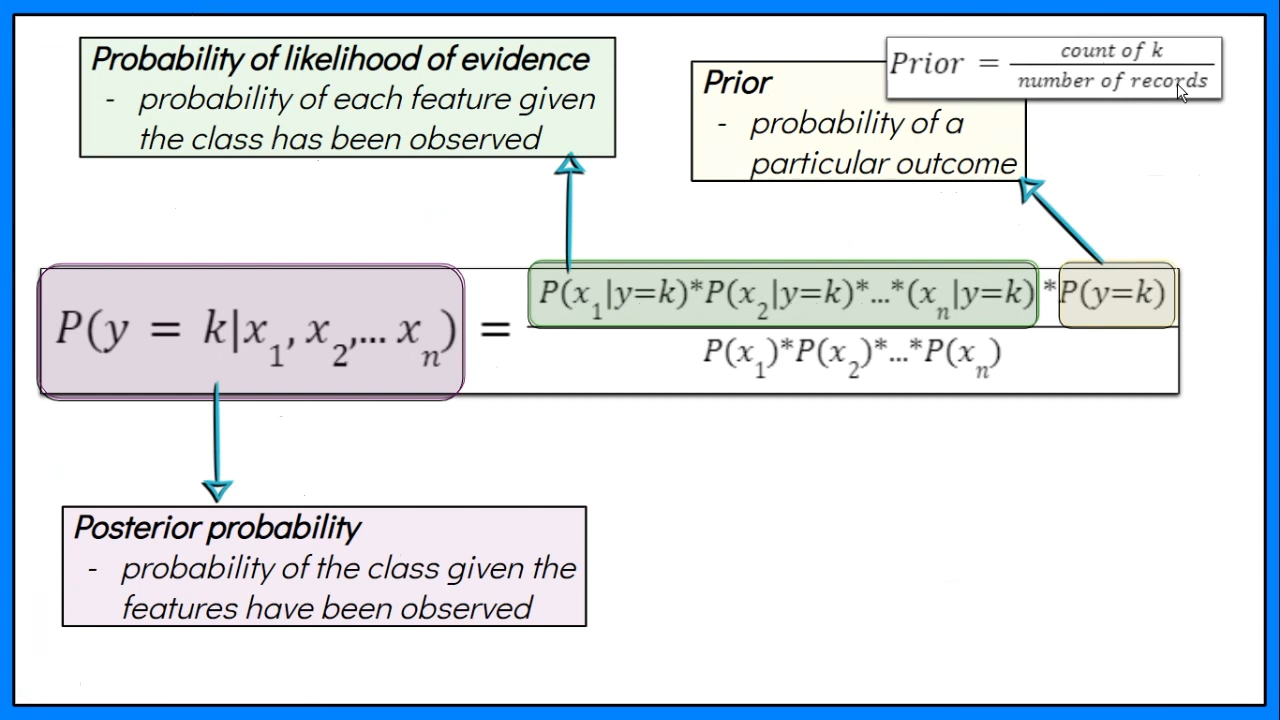 Probability of likelihood of evidence
- probability of each feature given
the class has been observed
Prior
- probability of a
particular outcome
Prior = count of k / number of records
P(y = k|x₁, x₂,... xₙ) = P(x₁|y=k)*P(x₂|y=k)*...*(xₙ|y=k) *P(y=k) / P(x₁)*P(x₂)*...*P(xₙ)
Posterior probability
- probability of the class given the
features have been observed